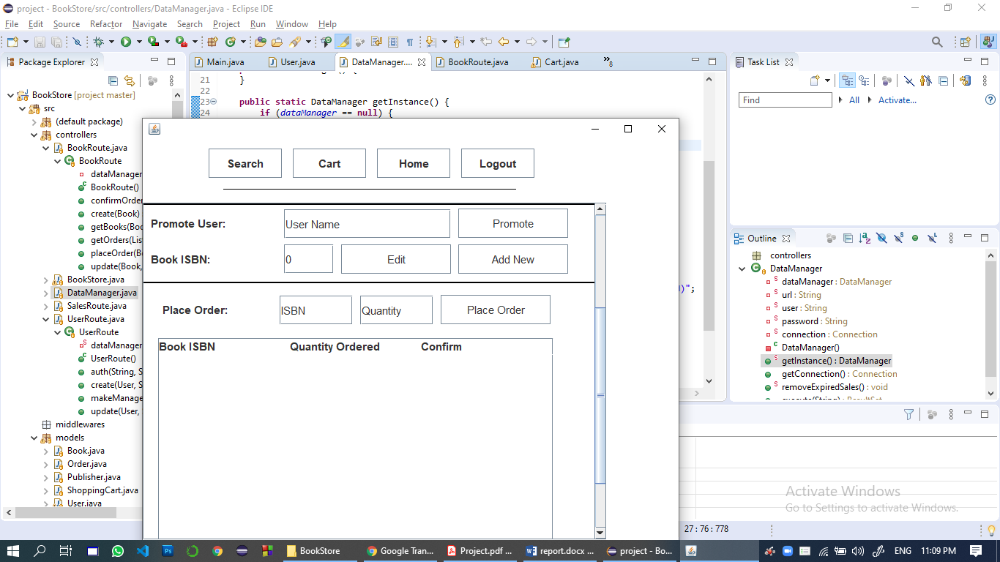 project - BookStore/src/controllers/DataManager.java - Eclipse IDE
File Edit Source Refactor Navigate Search Project Run Window Help
Package Explorer
BookStore [project master]
src
(default package)
controllers
BookRoute.java
BookRoute
dataManager
BookRoute()
confirmOrde
create(Book)
getBooks(Boo
getOrders(Lis
placeOrder(Bo
update(Book,
BookStore.java
DataManager.java
SalesRoute.java
UserRoute.java
UserRoute
dataManager
UserRoute()
auth(String, S
create(User, S
makeManage
update(User,
middlewares
models
Book.java
Order.java
Publisher.java
ShoppingCart.java
User.java
Main.java User.java DataManager.... BookRoute.java Cart.java »8
21 }
22
23 public static DataManager getInstance() {
24 if (dataManager == null) {
)";
Search Cart Home Logout
Promote User: User Name Promote
Book ISBN: 0 Edit Add New
Place Order: ISBN Quantity Place Order
Book ISBN Quantity Ordered Confirm
Task List
Find All Activate...
Outline
controllers
DataManager
dataManager : DataManager
url : String
user : String
password : String
connection : Connection
DataManager()
getInstance() : DataManager
getConnection() : Connection
removeExpiredSales() : void
execute(String) : ResultSet
Activate Windows
Go to Settings to activate Windows.
27 : 76 : 778
BookStore Google Tran... Project.pdf ... report.docx ... project - Bo... ENG 11:09 PM